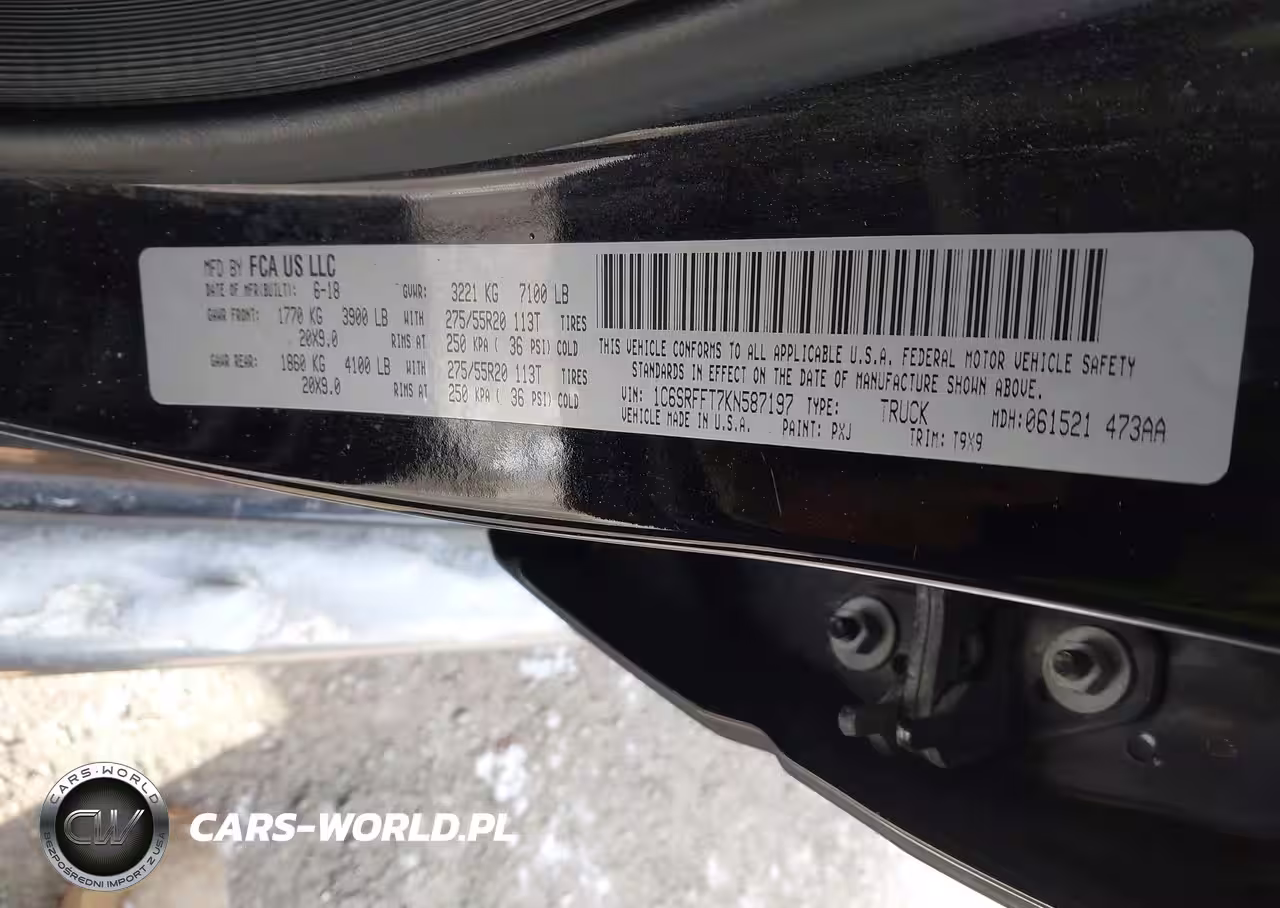 MFD BY FCA US LLC
DATE OF MFR(BUILT): 6-18 GVWR: 3221 KG 7100 LB
GAWR FRONT: 1770 KG 3900 LB WITH 275/55R20 113T TIRES
20X9.0 RIMS AT 250 KPA ( 36 PSI) COLD
GAWR REAR: 1860 KG 4100 LB WITH 275/55R20 113T TIRES
20X9.0 RIMS AT 250 KPA ( 36 PSI) COLD
THIS VEHICLE CONFORMS TO ALL APPLICABLE U.S.A. FEDERAL MOTOR VEHICLE SAFETY
STANDARDS IN EFFECT ON THE DATE OF MANUFACTURE SHOWN ABOVE.
VIN: 1C6SRFFT7KN587197 TYPE: TRUCK MDH:061521 473AA
VEHICLE MADE IN U.S.A. PAINT: PXJ TRIM: T9X9
CARS-WORLD
CW
BEZPOŚREDNI IMPORT Z USA
CARS-WORLD.PL